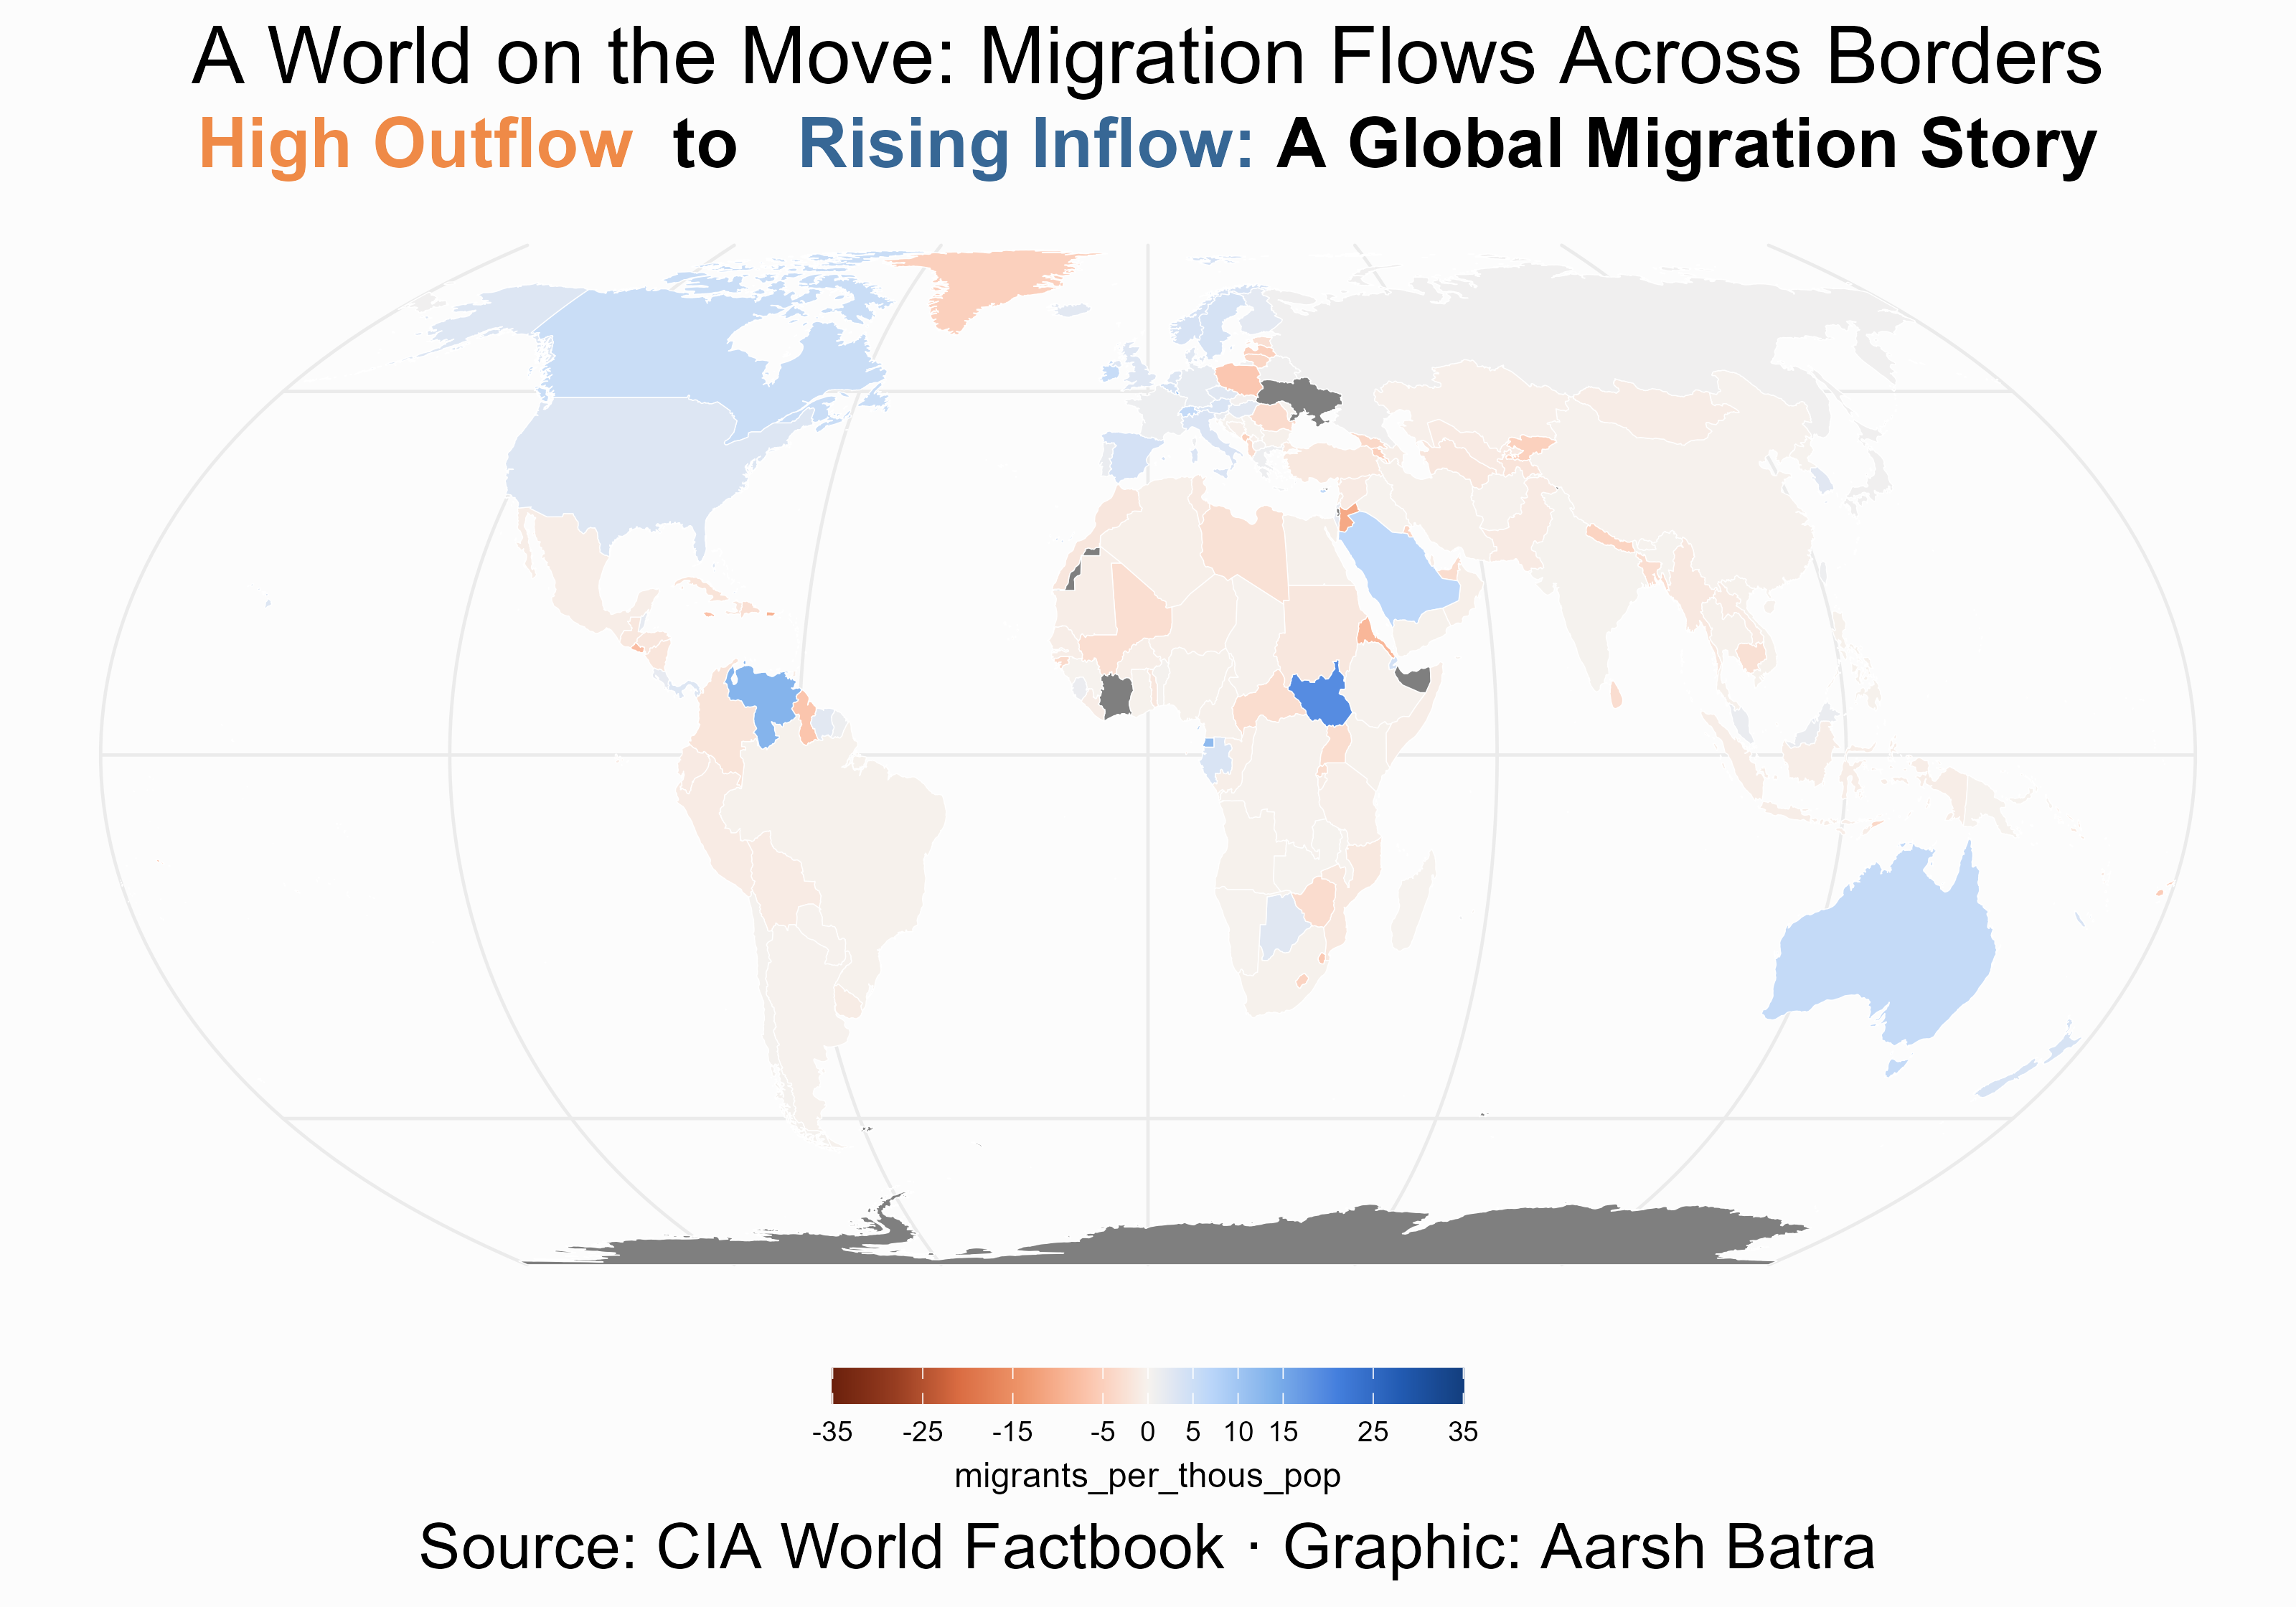 A World on the Move: Migration Flows Across Borders
High Outflow to Rising Inflow: A Global Migration Story
-35 -25 -15 -5 0 5 10 15 25 35
migrants_per_thous_pop
Source: CIA World Factbook · Graphic: Aarsh Batra